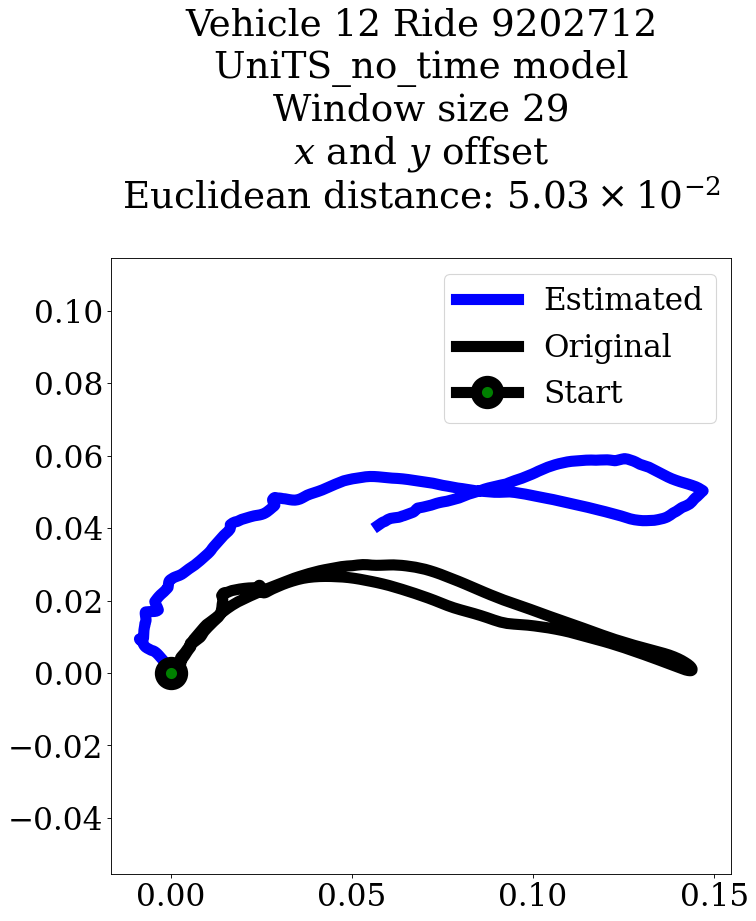 Vehicle 12 Ride 9202712
UniTS_no_time model
Window size 29
x and y offset
Euclidean distance: 5.03 × 10⁻²
Estimated
Original
Start
0.10
0.08
0.06
0.04
0.02
0.00
−0.02
−0.04
0.00 0.05 0.10 0.15